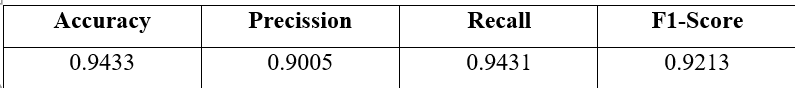 Accuracy Precission Recall F1-Score
0.9433 0.9005 0.9431 0.9213